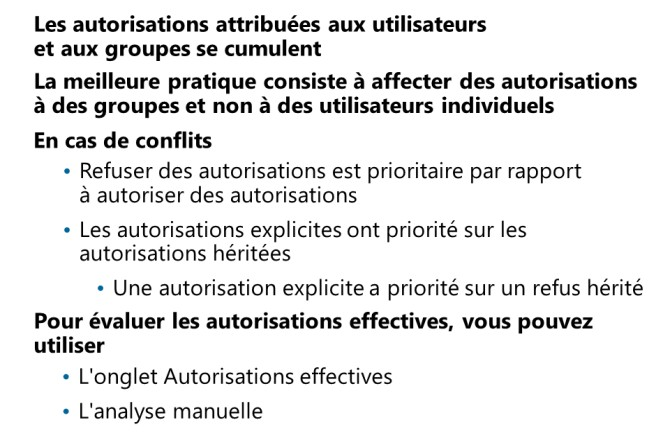 Les autorisations attribuées aux utilisateurs
et aux groupes se cumulent
La meilleure pratique consiste à affecter des autorisations
à des groupes et non à des utilisateurs individuels
En cas de conflits
• Refuser des autorisations est prioritaire par rapport
à autoriser des autorisations
• Les autorisations explicites ont priorité sur les
autorisations héritées
• Une autorisation explicite a priorité sur un refus hérité
Pour évaluer les autorisations effectives, vous pouvez
utiliser
• L'onglet Autorisations effectives
• L'analyse manuelle